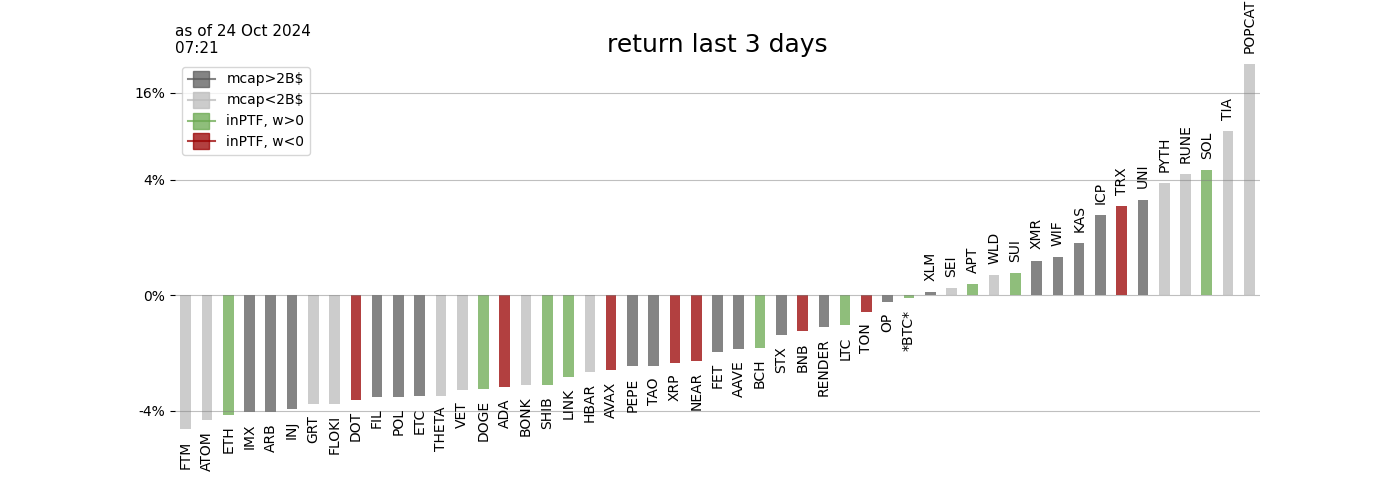 as of 24 Oct 2024
07:21
return last 3 days
mcap>2B$
mcap<2B$
inPTF, w>0
inPTF, w<0
16%
4%
0%
-4%
FTM
ATOM
ETH
IMX
ARB
INJ
GRT
FLOKI
DOT
FIL
POL
ETC
THETA
VET
DOGE
ADA
BONK
SHIB
LINK
HBAR
AVAX
PEPE
TAO
XRP
NEAR
FET
AAVE
BCH
STX
BNB
RENDER
LTC
TON
OP
*BTC*
XLM
SEI
APT
WLD
SUI
XMR
WIF
KAS
ICP
TRX
UNI
PYTH
RUNE
SOL
TIA
POPCAT